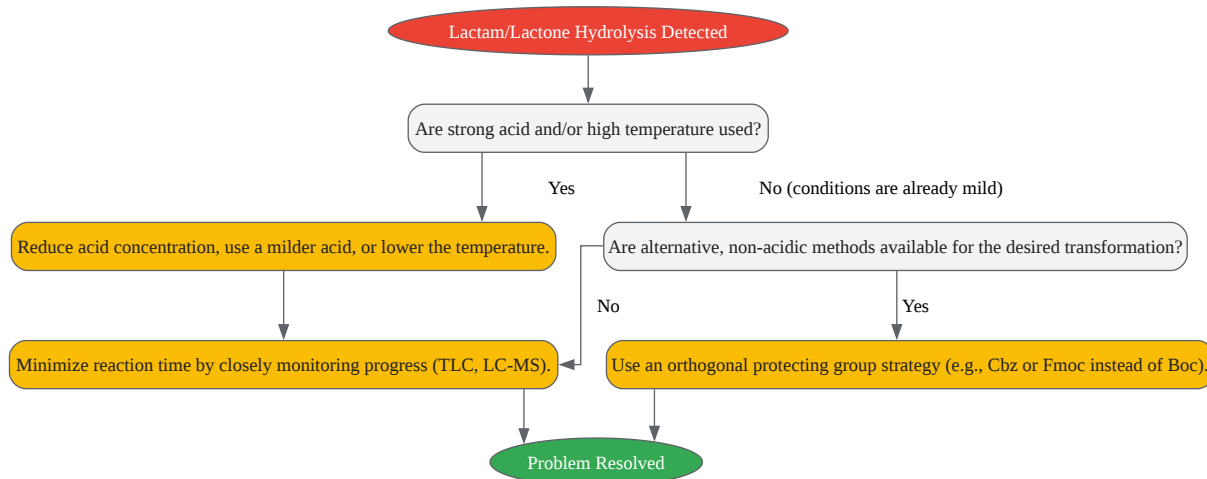 Lactam/Lactone Hydrolysis Detected
Are strong acid and/or high temperature used?
Yes
No (conditions are already mild)
Reduce acid concentration, use a milder acid, or lower the temperature.
Are alternative, non-acidic methods available for the desired transformation?
No
Yes
Minimize reaction time by closely monitoring progress (TLC, LC-MS).
Use an orthogonal protecting group strategy (e.g., Cbz or Fmoc instead of Boc).
Problem Resolved